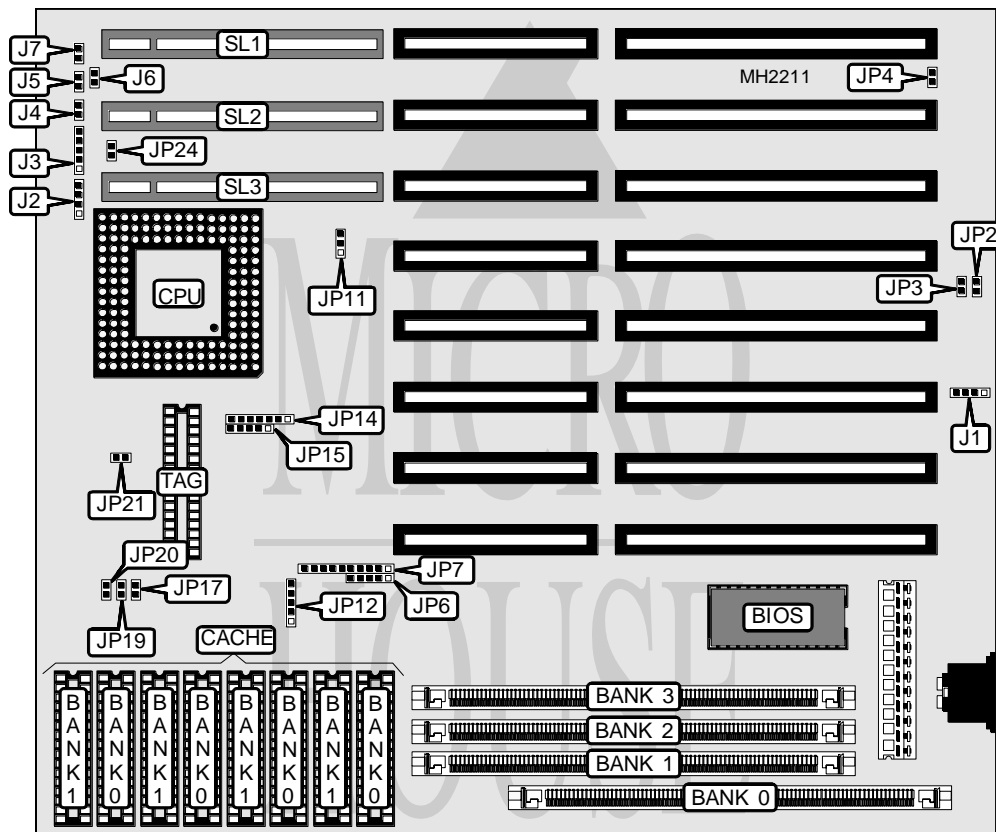 J7
SL1
J5
J6
MH2211
JP4
J4
SL2
J3
JP24
J2
SL3
JP2
CPU
JP11
JP3
JP14
J1
JP15
TAG
JP21
JP20
JP7
JP17
JP12
JP6
JP19
BIOS
CACHE
BANK1
BANK0
BANK1
BANK0
BANK1
BANK0
BANK1
BANK0
BANK 3
BANK 2
BANK 1
BANK 0
MICRO
HOUSE